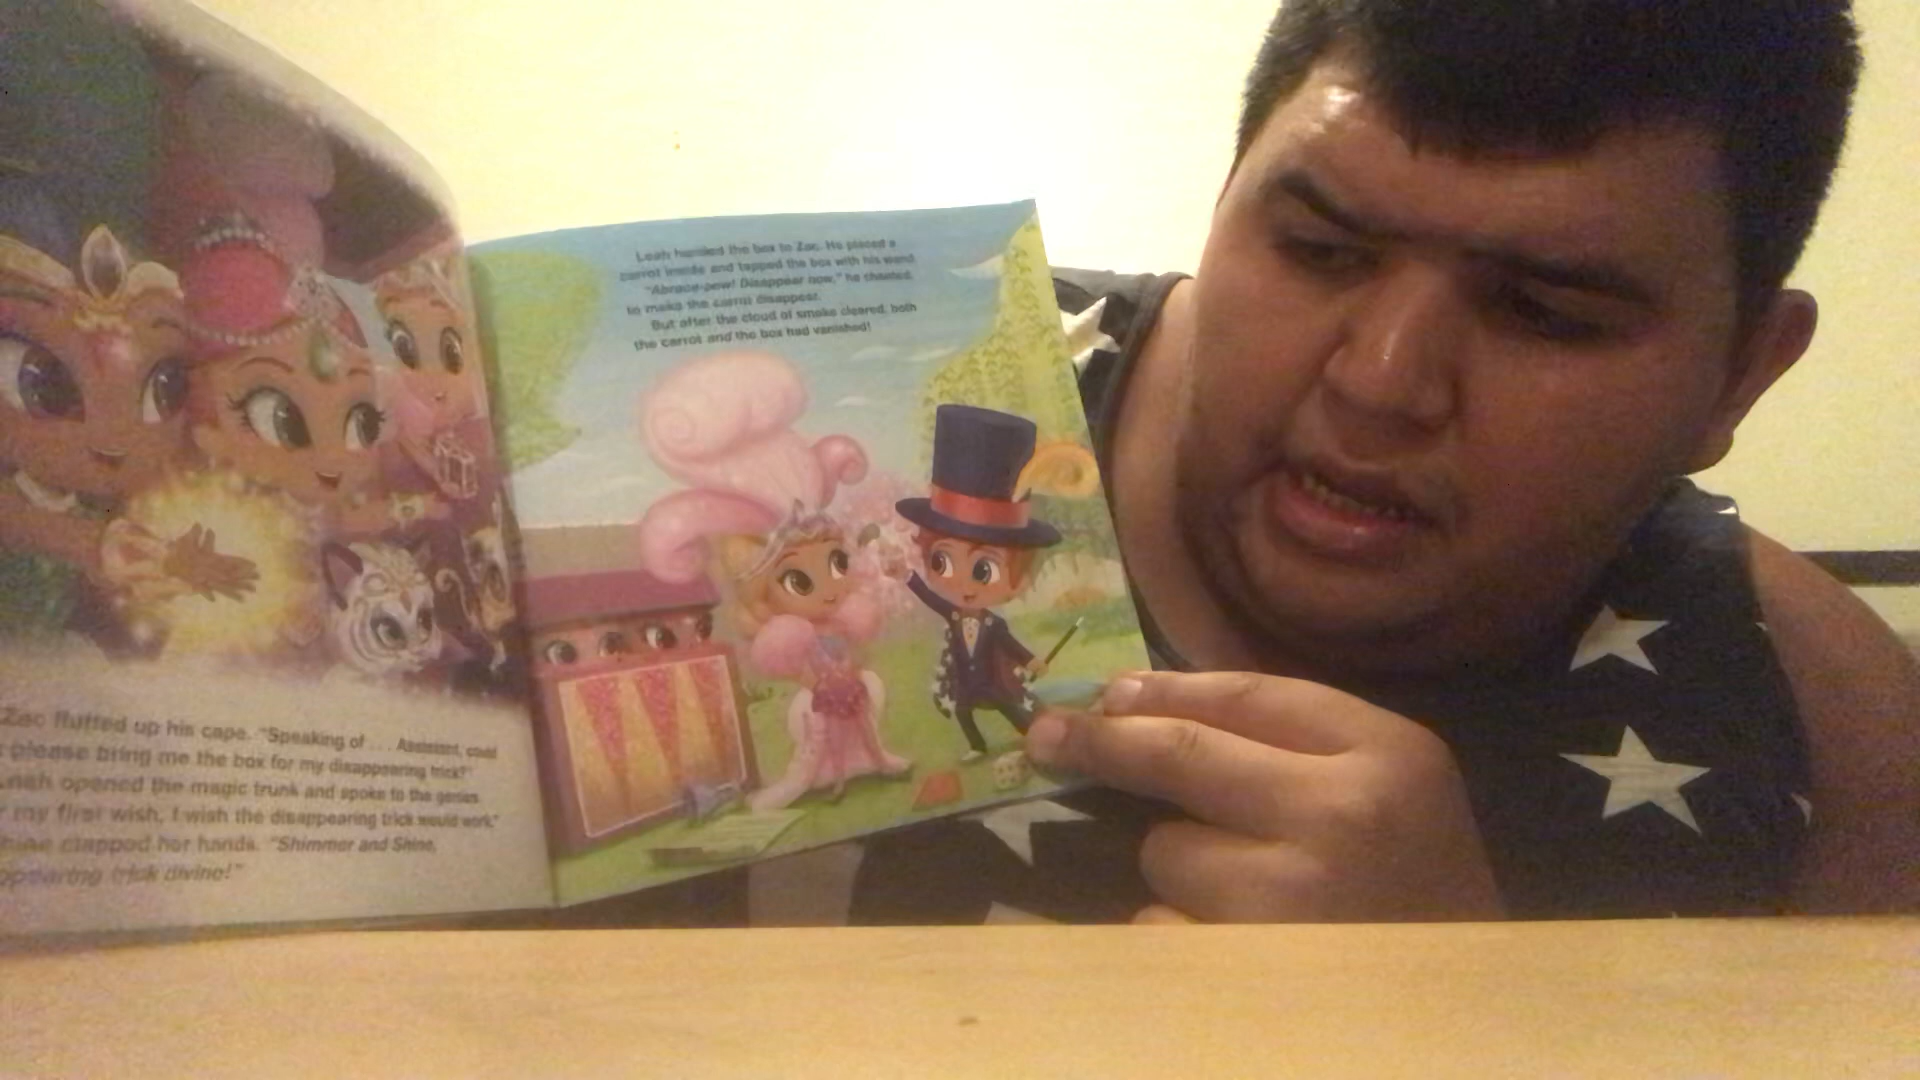 Zac fluffed up his cape. "Speaking of . . . Assistant, could
please bring me the box for my disappearing trick?"
Leah opened the magic trunk and spoke to the genies.
my first wish, I wish the disappearing trick would work."
clapped her hands. "Shimmer and Shine,
trick divine!"
Leah handed the box to Zac. He placed a
carrot inside and tapped the box with his wand.
"Abraca-pow! Disappear now," he chanted,
to make the carrot disappear.
But after the cloud of smoke cleared, both
the carrot and the box had vanished!